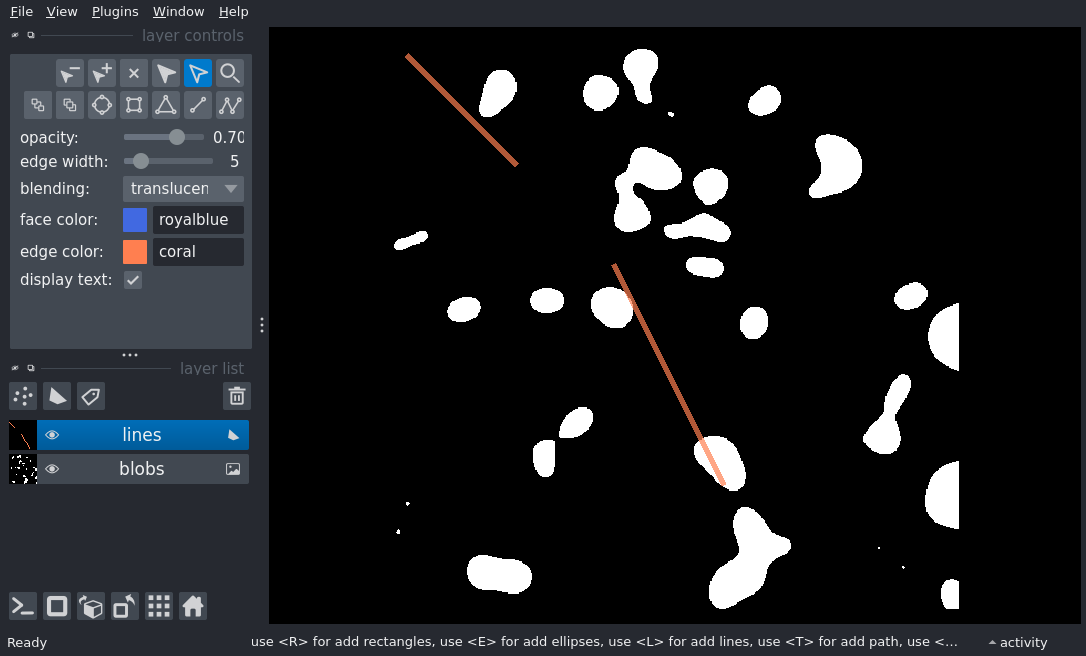 File View Plugins Window Help
layer controls
opacity: 0.70
edge width: 5
blending: translucen
face color: royalblue
edge color: coral
display text:
layer list
lines
blobs
Ready use <R> for add rectangles, use <E> for add ellipses, use <L> for add lines, use <T> for add path, use <... activity